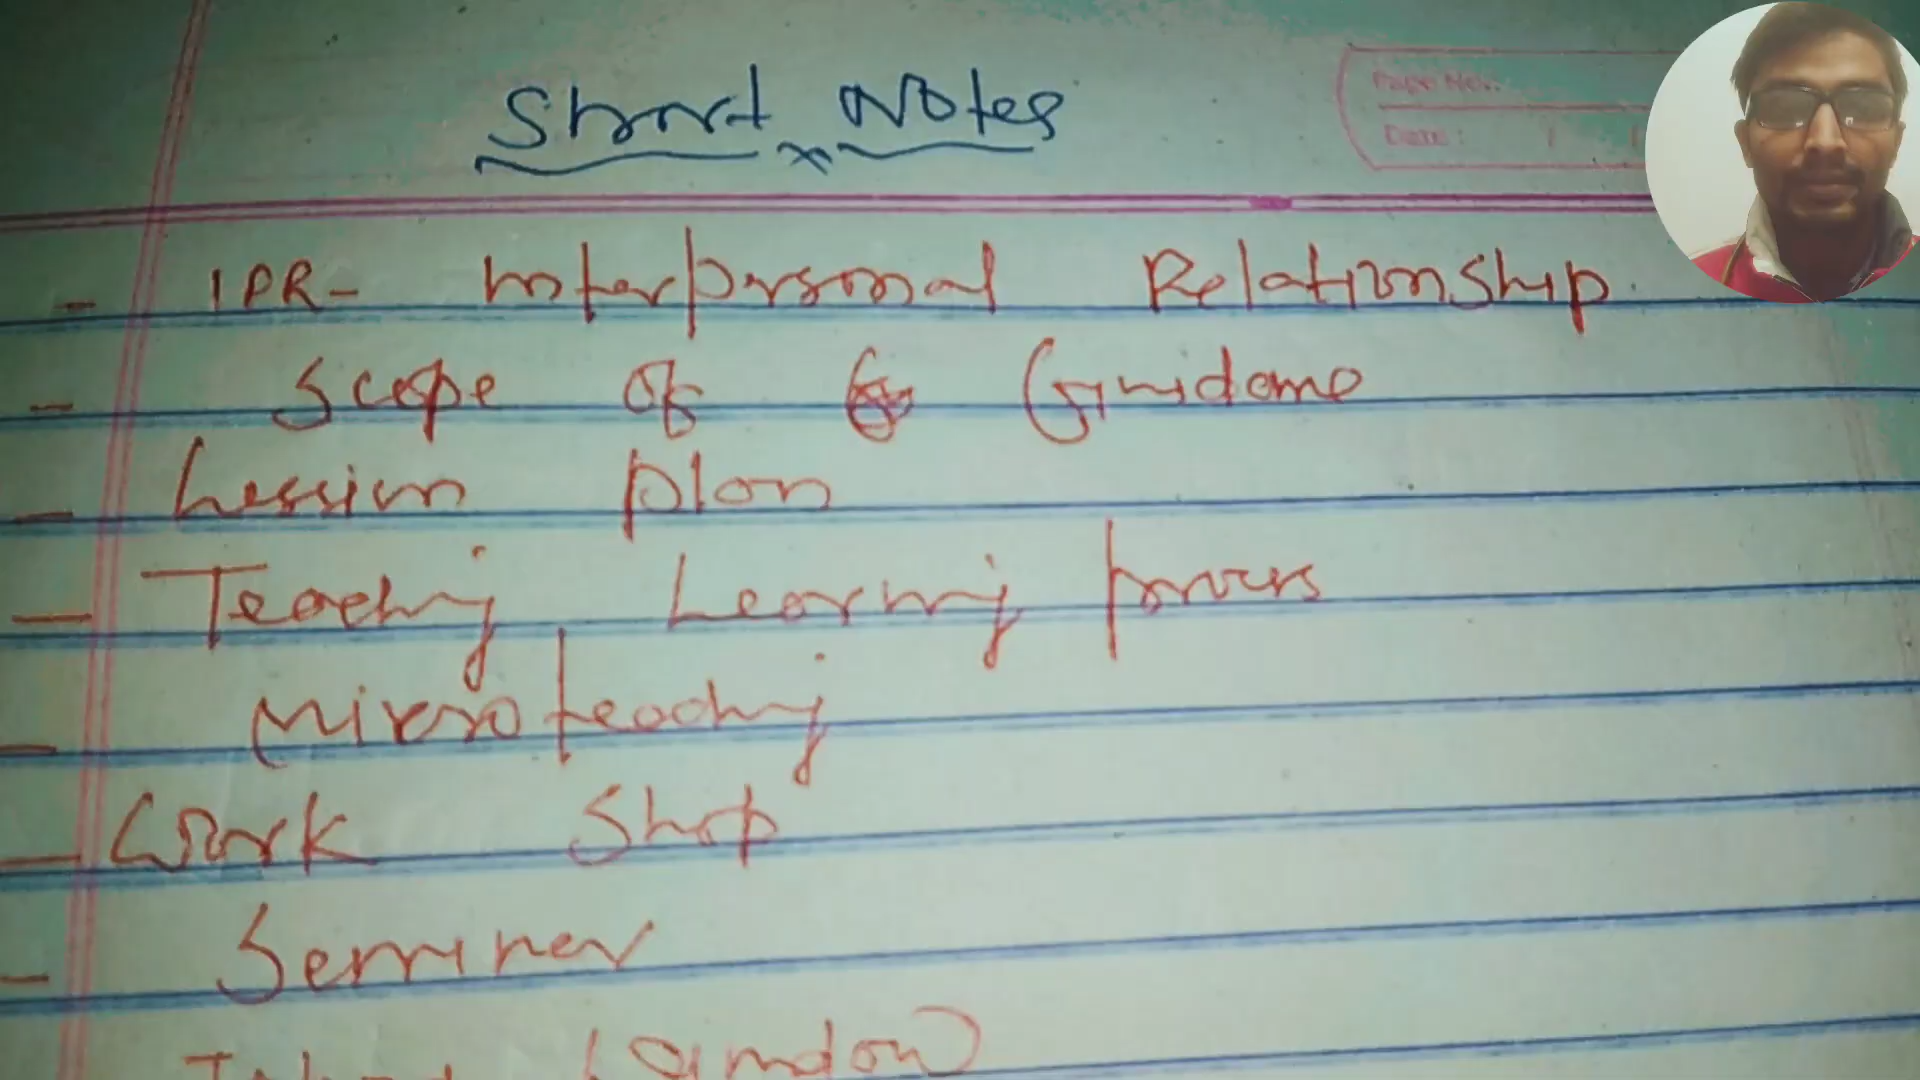 Page No.
Date: / /
Short Notes
- IPR- Interpersonal Relationship.
- Scope of Guidance
- Lession plan
- Teaching Learning process
- Microteaching
- Work Shop
- Seminar
window